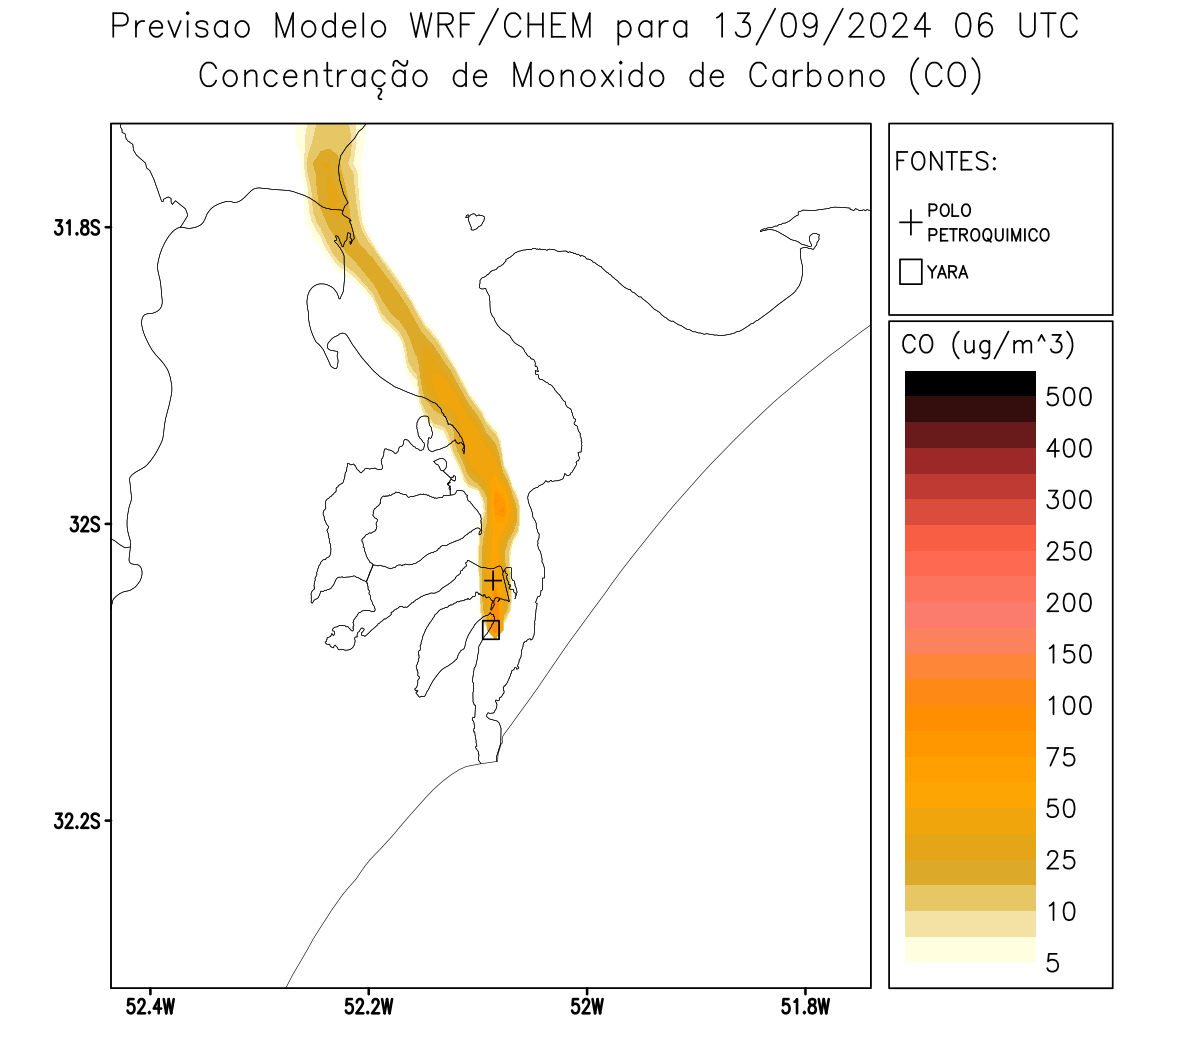 Previsao Modelo WRF/CHEM para 13/09/2024 06 UTC
Concentração de Monoxido de Carbono (CO)
FONTES:
POLO
PETROQUIMICO
YARA
CO (ug/m^3)
500
400
300
250
200
150
100
75
50
25
10
5
31.8S
32S
32.2S
52.4W
52.2W
52W
51.8W